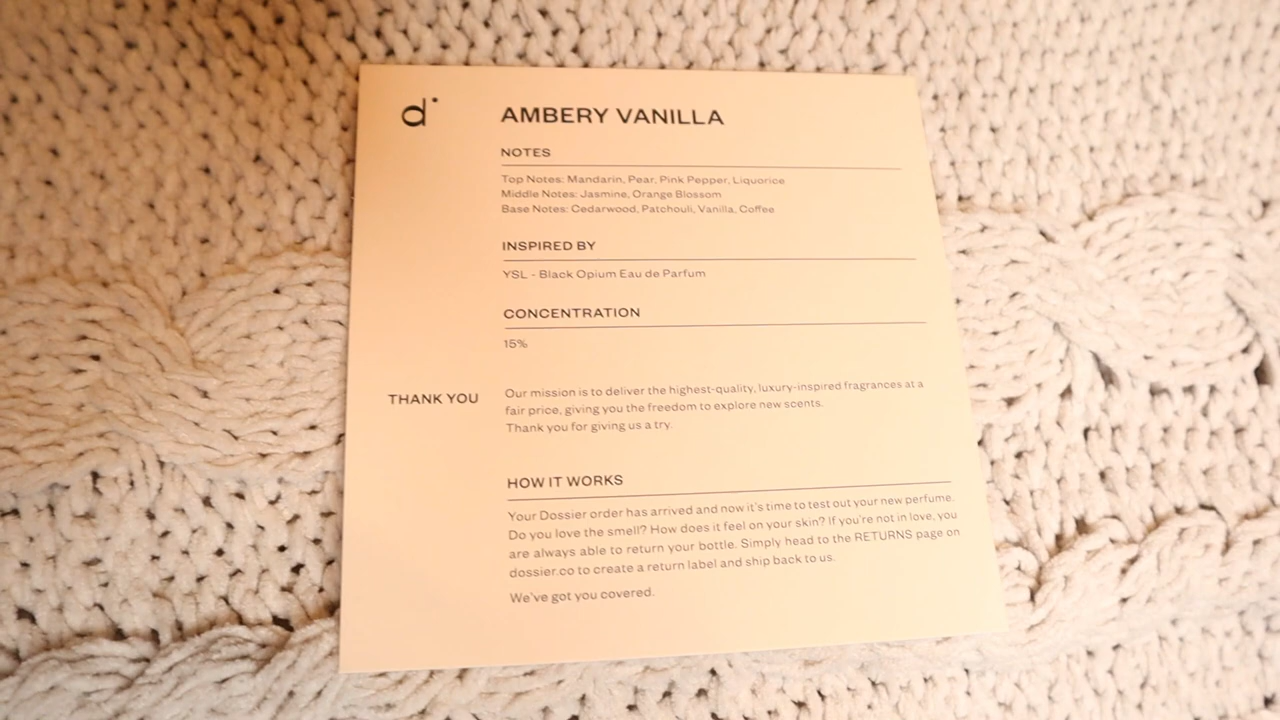 d·
AMBERY VANILLA
NOTES
Top Notes: Mandarin, Pear, Pink Pepper, Liquorice
Middle Notes: Jasmine, Orange Blossom
Base Notes: Cedarwood, Patchouli, Vanilla, Coffee
INSPIRED BY
YSL - Black Opium Eau de Parfum
CONCENTRATION
15%
THANK YOU
Our mission is to deliver the highest-quality, luxury-inspired fragrances at a
fair price, giving you the freedom to explore new scents.
Thank you for giving us a try.
HOW IT WORKS
Your Dossier order has arrived and now it's time to test out your new perfume.
Do you love the smell? How does it feel on your skin? If you're not in love, you
are always able to return your bottle. Simply head to the RETURNS page on
dossier.co to create a return label and ship back to us.
We've got you covered.